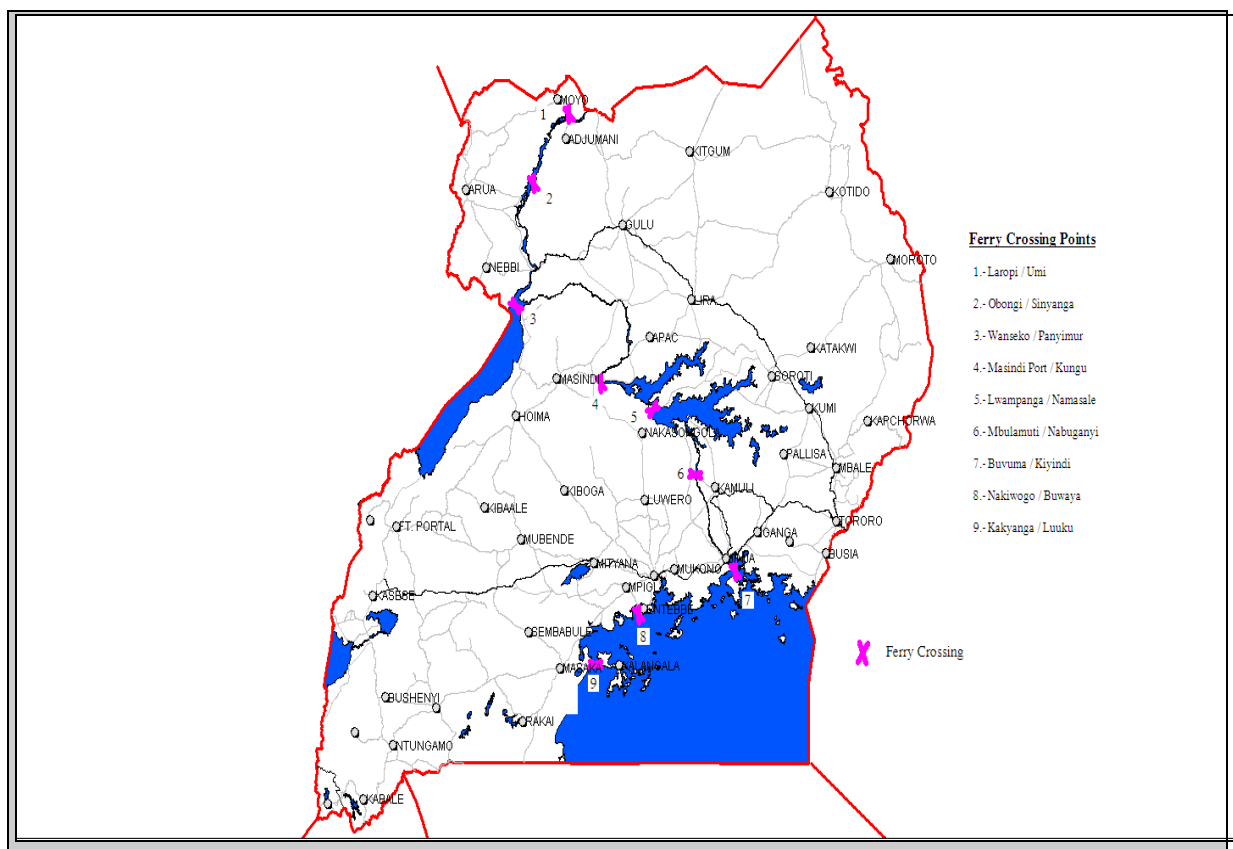 MOYO
1
ADJUMANI
KITGUM
ARUA
2
KOTIDO
GULU
MOROTO
NEBBI
LIRA
3
APAC
KATAKWI
MASINDI
SOROTI
4
5
HOIMA
KUMI
KAPCHORWA
NAKASONGOL
PALLISA
MBALE
6
KAMULI
KIBOGA
LUWERO
KIBAALE
FT. PORTAL
TORORO
IGANGA
MUBENDE
BUSIA
MITYANA
MUKONO
JINJA
MPIGI
KASESE
7
ENTEBBE
SEMBABULE
8
MASAKA
KALANGALA
9
BUSHENYI
RAKAI
NTUNGAMO
KABALE
Ferry Crossing Points
1.- Laropi / Umi
2.- Obongi / Sinyanga
3.- Wanseko / Panyimur
4.- Masindi Port / Kungu
5.- Lwampanga / Namasale
6.- Mbulamuti / Nabuganyi
7.- Buvuma / Kiyindi
8.- Nakiwogo / Buwaya
9.- Kakyanga / Luuku
Ferry Crossing